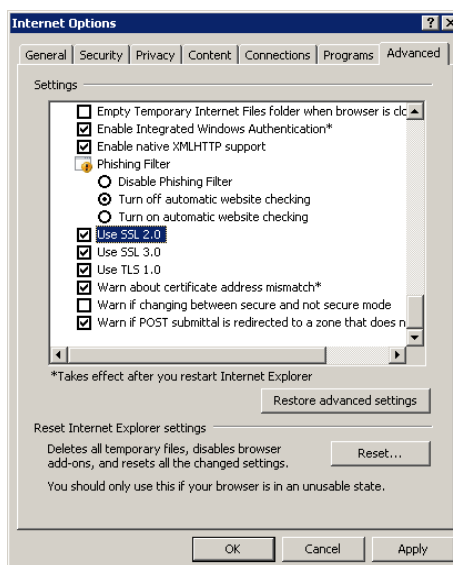 Internet Options
General Security Privacy Content Connections Programs Advanced
Settings
Empty Temporary Internet Files folder when browser is clo
Enable Integrated Windows Authentication*
Enable native XMLHTTP support
Phishing Filter
Disable Phishing Filter
Turn off automatic website checking
Turn on automatic website checking
Use SSL 2.0
Use SSL 3.0
Use TLS 1.0
Warn about certificate address mismatch*
Warn if changing between secure and not secure mode
Warn if POST submittal is redirected to a zone that does n
*Takes effect after you restart Internet Explorer
Restore advanced settings
Reset Internet Explorer settings
Deletes all temporary files, disables browser
add-ons, and resets all the changed settings.
Reset...
You should only use this if your browser is in an unusable state.
OK Cancel Apply